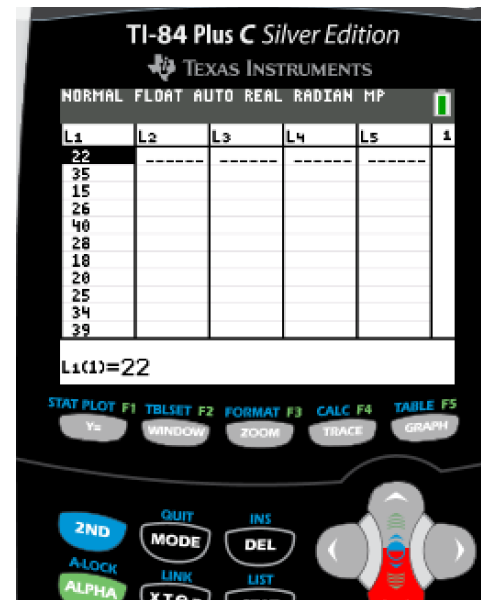 TI-84 Plus C Silver Edition
TEXAS INSTRUMENTS
NORMAL FLOAT AUTO REAL RADIAN MP
L1 L2 L3 L4 L5 1
22 ------ ------ ------ ------
35
15
26
40
28
18
20
25
34
39
L1(1)=22
STAT PLOT F1 TBLSET F2 FORMAT F3 CALC F4 TABLE F5
Y= WINDOW ZOOM TRACE GRAPH
QUIT INS
2ND MODE DEL
A-LOCK LINK LIST
ALPHA